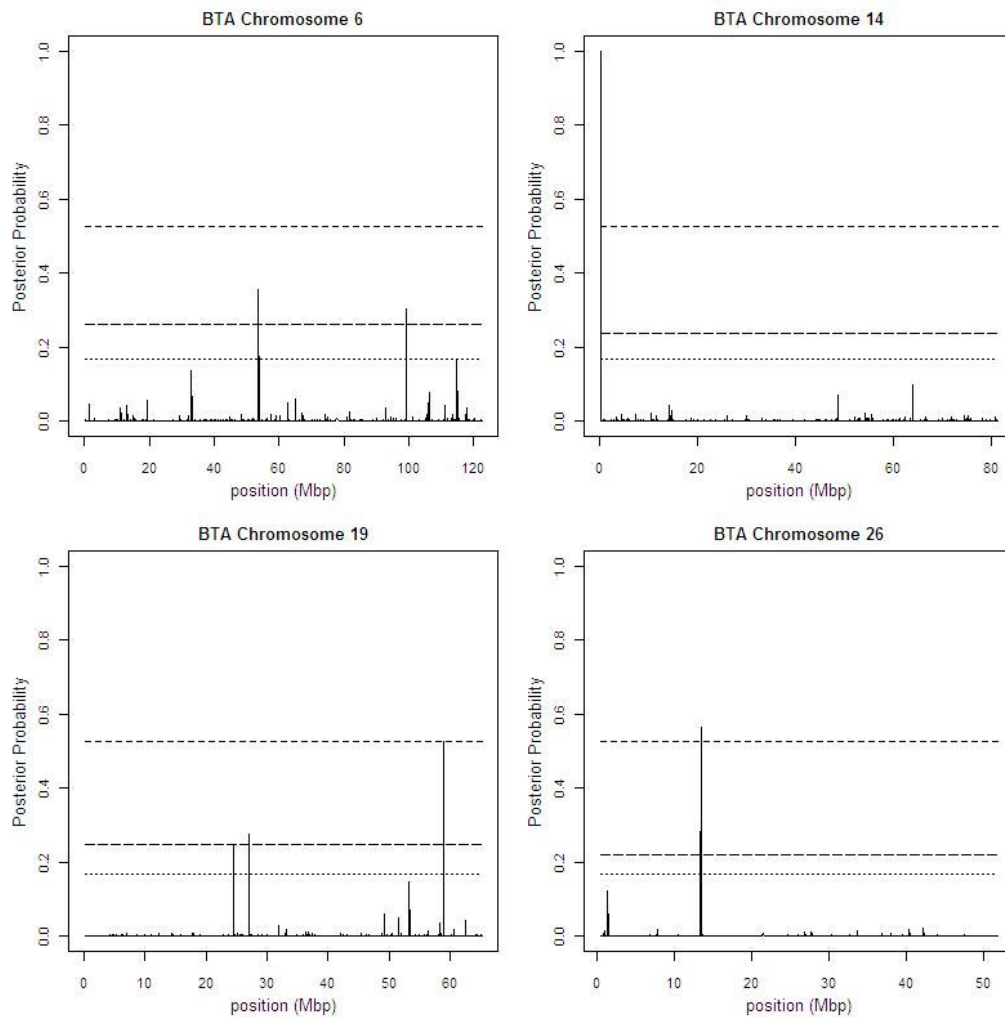 BTA Chromosome 6
Posterior Probability
1.0
0.8
0.6
0.4
0.2
0.0
0 20 40 60 80 100 120
position (Mbp)
BTA Chromosome 14
Posterior Probability
1.0
0.8
0.6
0.4
0.2
0.0
0 20 40 60 80
position (Mbp)
BTA Chromosome 19
Posterior Probability
1.0
0.8
0.6
0.4
0.2
0.0
0 10 20 30 40 50 60
position (Mbp)
BTA Chromosome 26
Posterior Probability
1.0
0.8
0.6
0.4
0.2
0.0
0 10 20 30 40 50
position (Mbp)